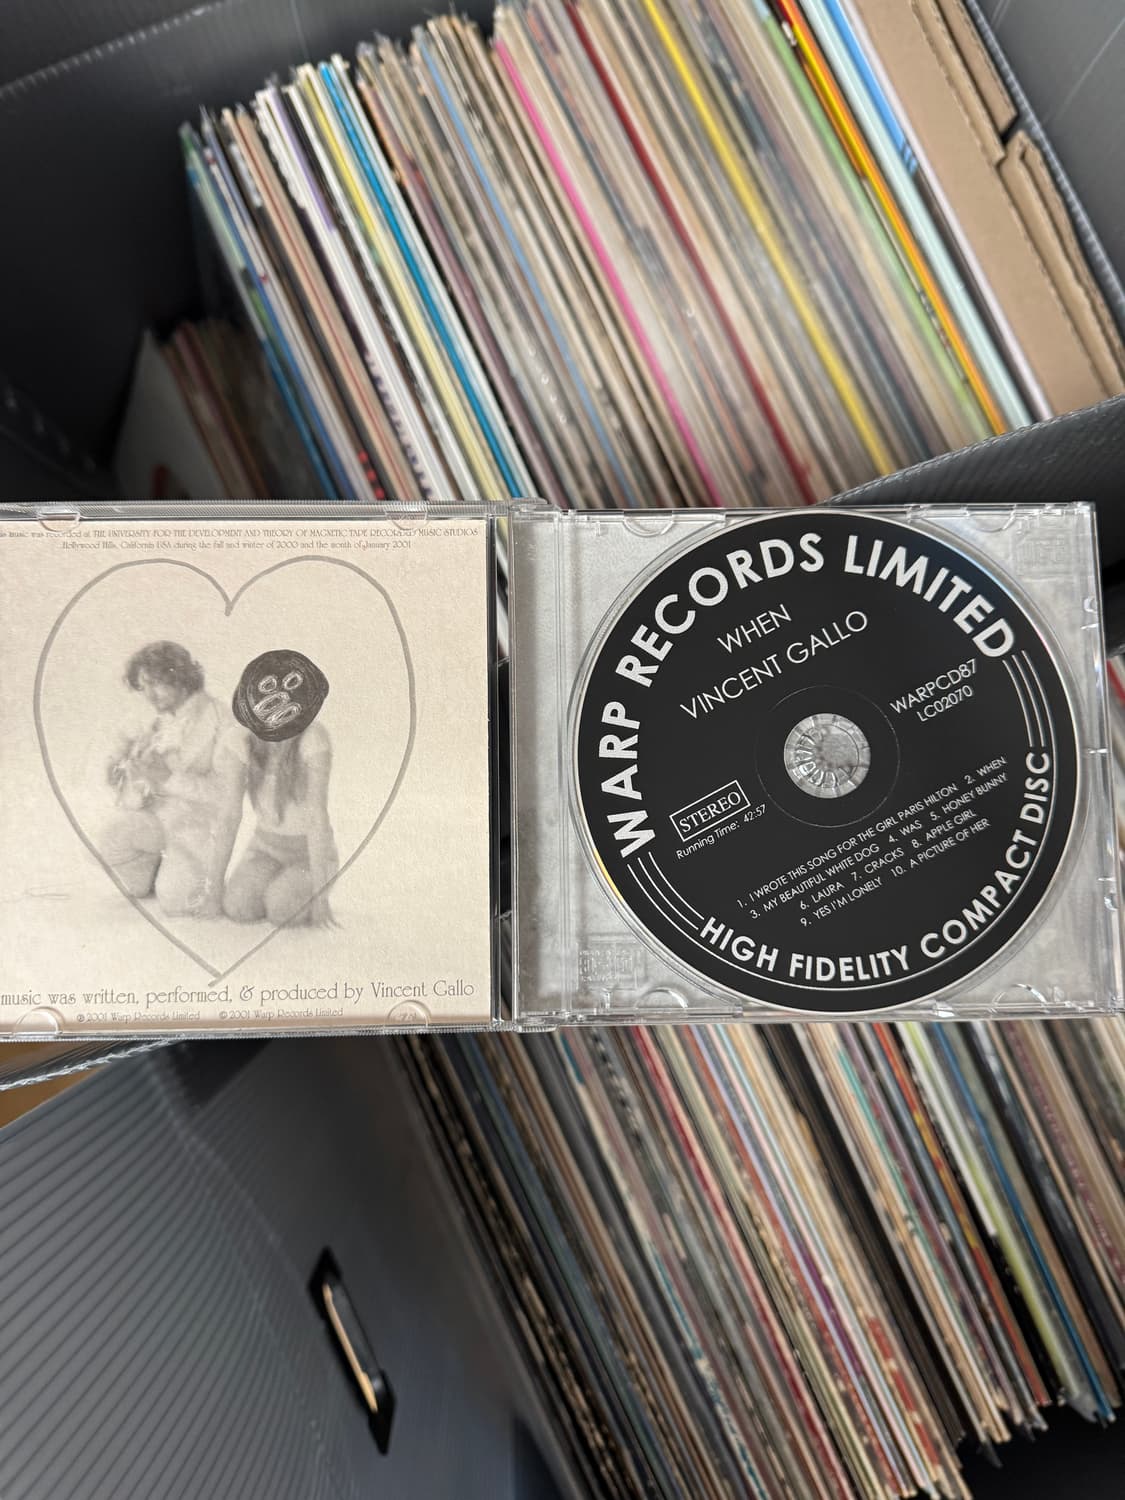 music was recorded at THE UNIVERSITY FOR THE DEVELOPMENT AND THEORY OF MAGNETIC TAPE RECORDED MUSIC STUDIOS
Hollywood Hills, California USA during the fall and winter of 2000 and the month of January 2001
music was written, performed, & produced by Vincent Gallo
℗ 2001 Warp Records Limited © 2001 Warp Records Limited
WARP RECORDS LIMITED
WHEN
VINCENT GALLO
WARPCD87
LC02070
STEREO
Running Time: 42:57
1. I WROTE THIS SONG FOR THE GIRL PARIS HILTON 2. WHEN
3. MY BEAUTIFUL WHITE DOG 4. WAS 5. HONEY BUNNY
6. LAURA 7. CRACKS 8. APPLE GIRL
9. YES I'M LONELY 10. A PICTURE OF HER
HIGH FIDELITY COMPACT DISC